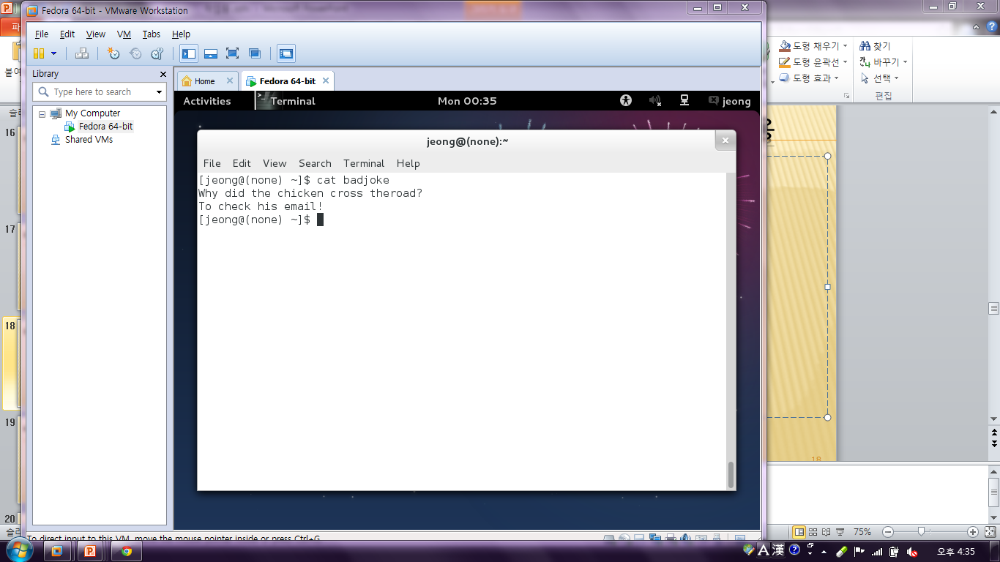 Fedora 64-bit - VMware Workstation
File Edit View VM Tabs Help
Library
Type here to search
My Computer
Fedora 64-bit
Shared VMs
Home
Fedora 64-bit
Activities
Terminal
Mon 00:35
jeong
jeong@(none):~
File Edit View Search Terminal Help
[jeong@(none) ~]$ cat badjoke
Why did the chicken cross theroad?
To check his email!
[jeong@(none) ~]$
To direct input to this VM, move the mouse pointer inside or press Ctrl+G.
도형 채우기
도형 윤곽선
도형 효과
찾기
바꾸기
선택
편집
16
17
18
19
20
18
75%
A 漢
오후 4:35